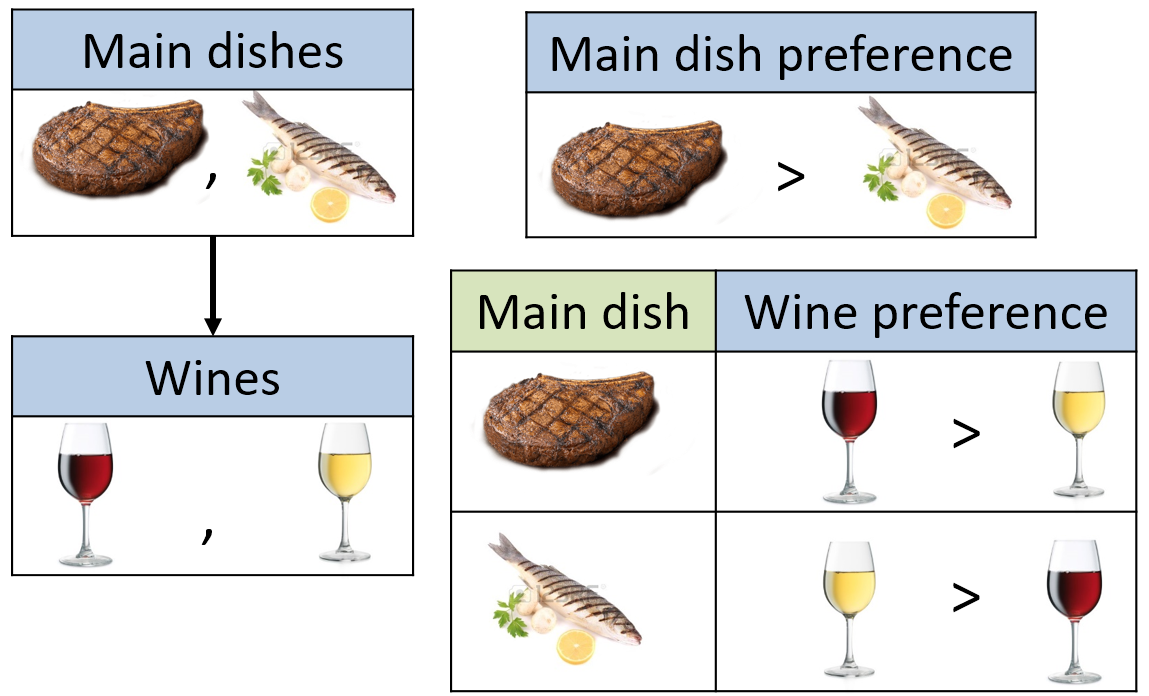 Main dishes
,
Main dish preference
>
Wines
,
Main dish
Wine preference
>
>